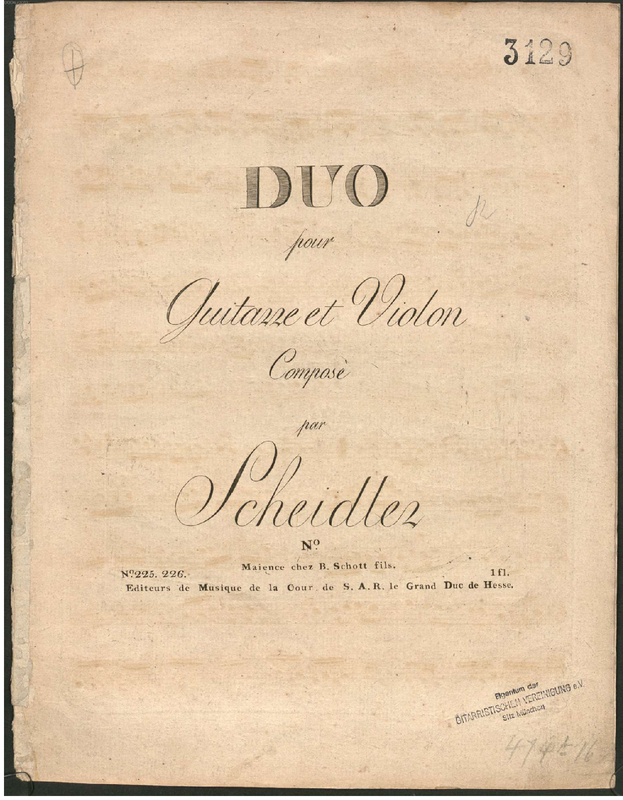 3129
DUO
pour
Guitarre et Violon
Composè
par
Scheidler
Nº
Maience chez B. Schott fils.
Nº 225. 226. 1 fl.
Editeurs de Musique de la Cour de S. A. R. le Grand Duc de Hesse.
Eigentum der
GITARRISTISCHEN VEREINIGUNG e.V.
Sitz München